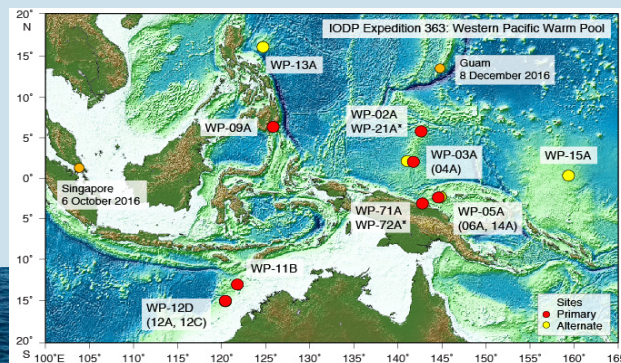 20°
N
15°
10°
5°
0°
5°
10°
15°
20°
S
IODP Expedition 363: Western Pacific Warm Pool
Guam
8 December 2016
WP-13A
WP-09A
WP-02A
WP-21A*
WP-03A
(04A)
WP-15A
Singapore
6 October 2016
WP-71A
WP-72A*
WP-05A
(06A, 14A)
WP-11B
WP-12D
(12A, 12C)
Sites
Primary
Alternate
100°E
105°
110°
115°
120°
125°
130°
135°
140°
145°
150°
155°
160°
165°